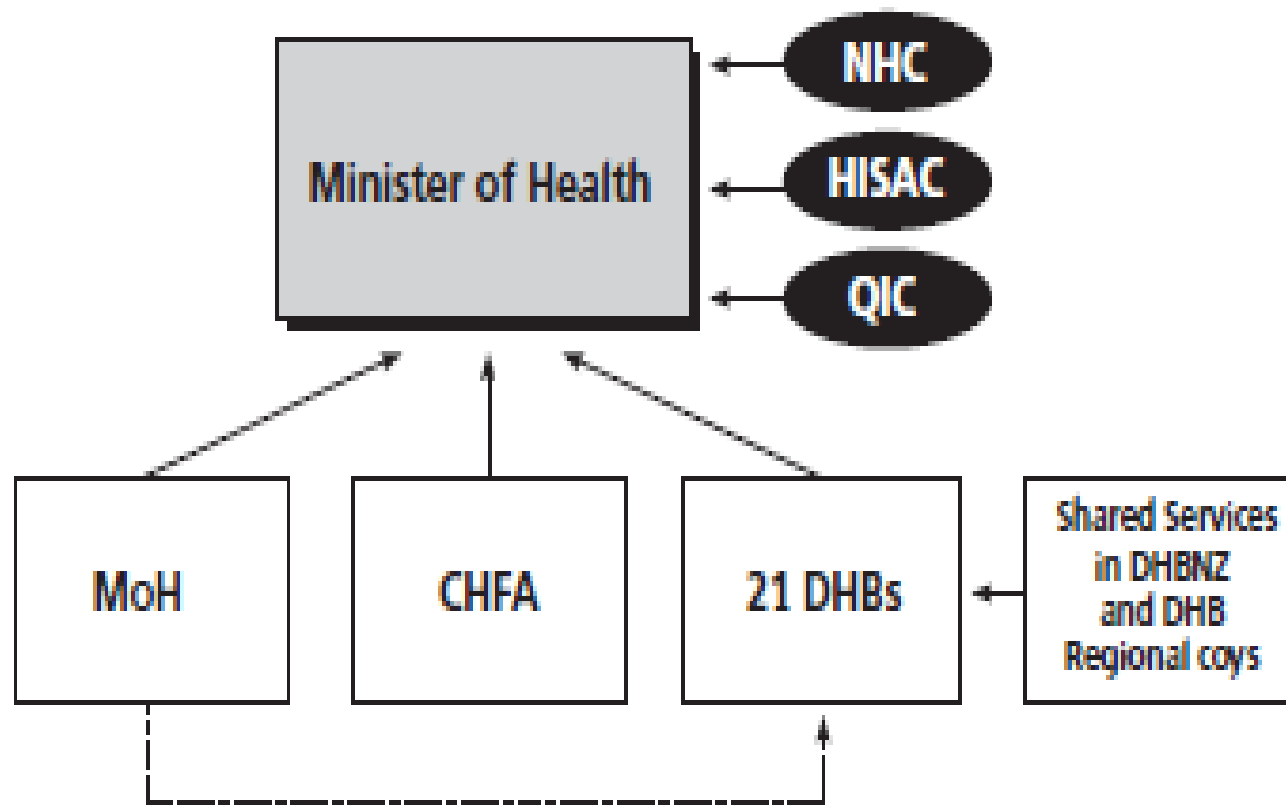 NHC
Minister of Health
HISAC
QIC
MoH
CHFA
21 DHBs
Shared Services
in DHBNZ
and DHB
Regional coys